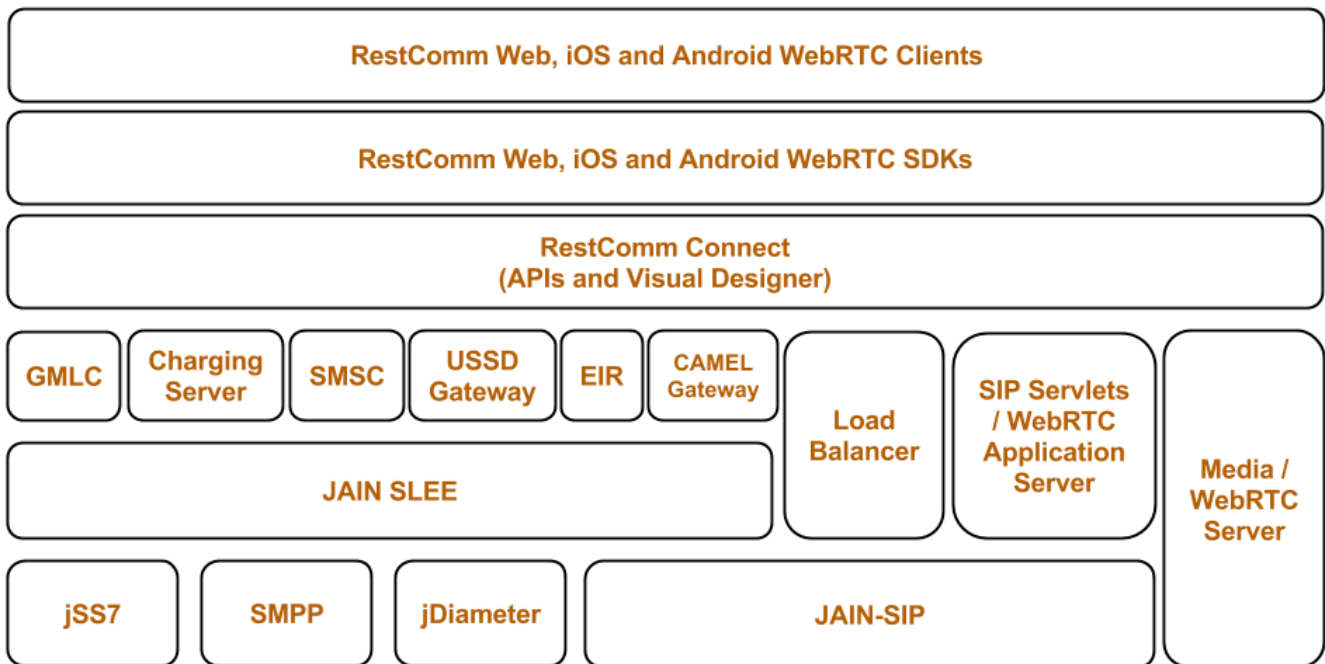 RestComm Web, iOS and Android WebRTC Clients
RestComm Web, iOS and Android WebRTC SDKs
RestComm Connect
(APIs and Visual Designer)
GMLC
Charging
Server
SMSC
USSD
Gateway
EIR
CAMEL
Gateway
Load
Balancer
SIP Servlets
/ WebRTC
Application
Server
Media /
WebRTC
Server
JAIN SLEE
jSS7
SMPP
jDiameter
JAIN-SIP